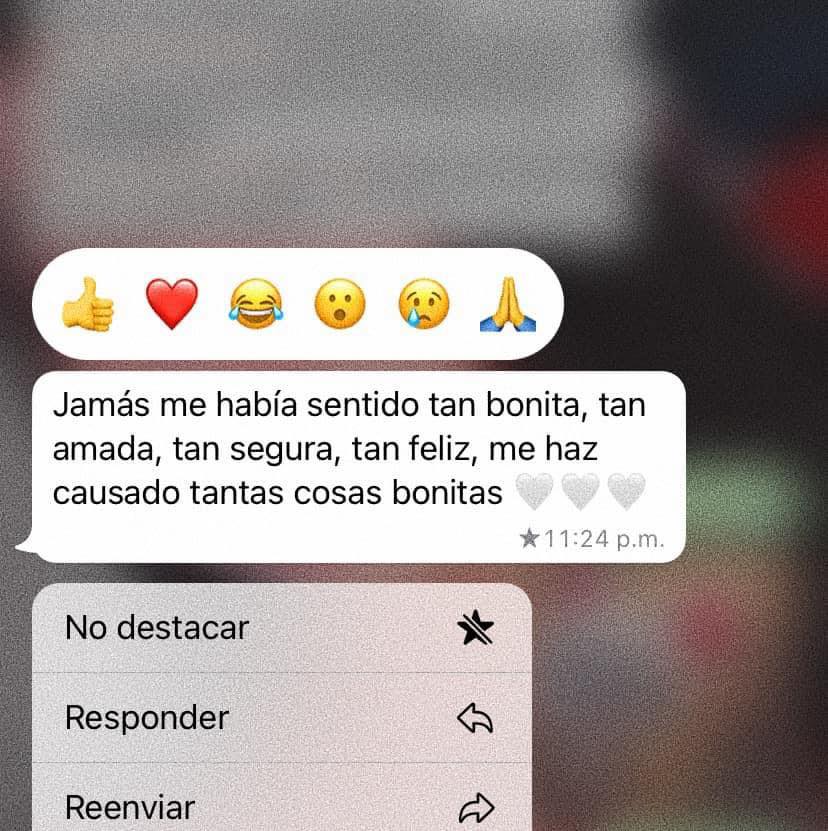 Jamás me había sentido tan bonita, tan
amada, tan segura, tan feliz, me haz
causado tantas cosas bonitas 🤍🤍🤍
★11:24 p.m.
No destacar
Responder
Reenviar